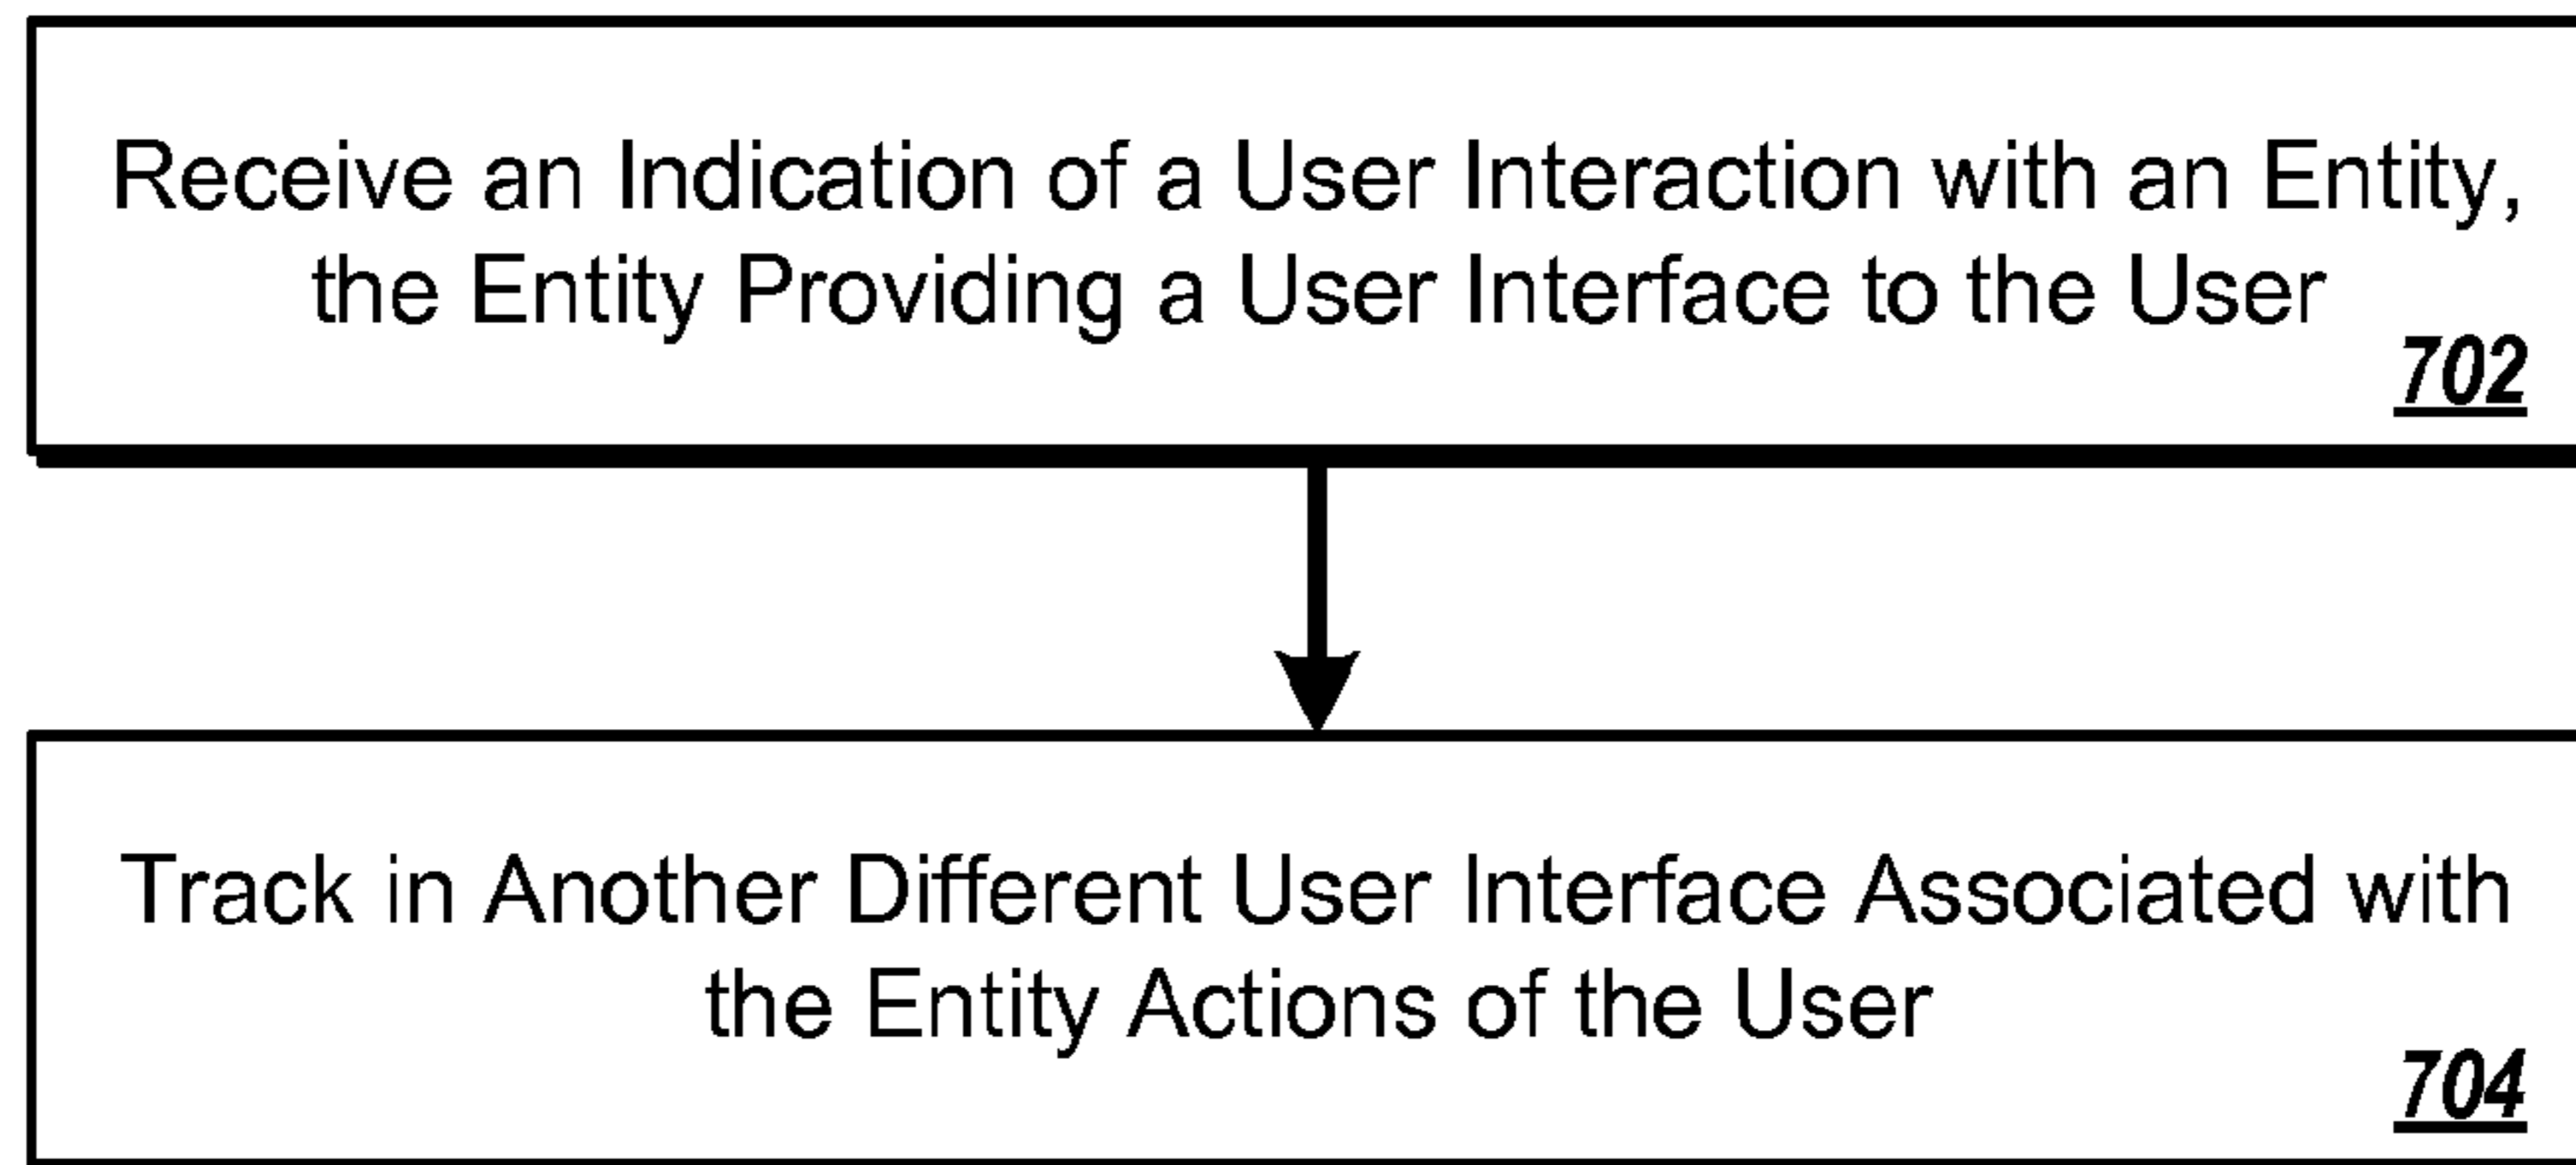 Receive an Indication of a User Interaction with an Entity,
the Entity Providing a User Interface to the User
702
Track in Another Different User Interface Associated with
the Entity Actions of the User
704